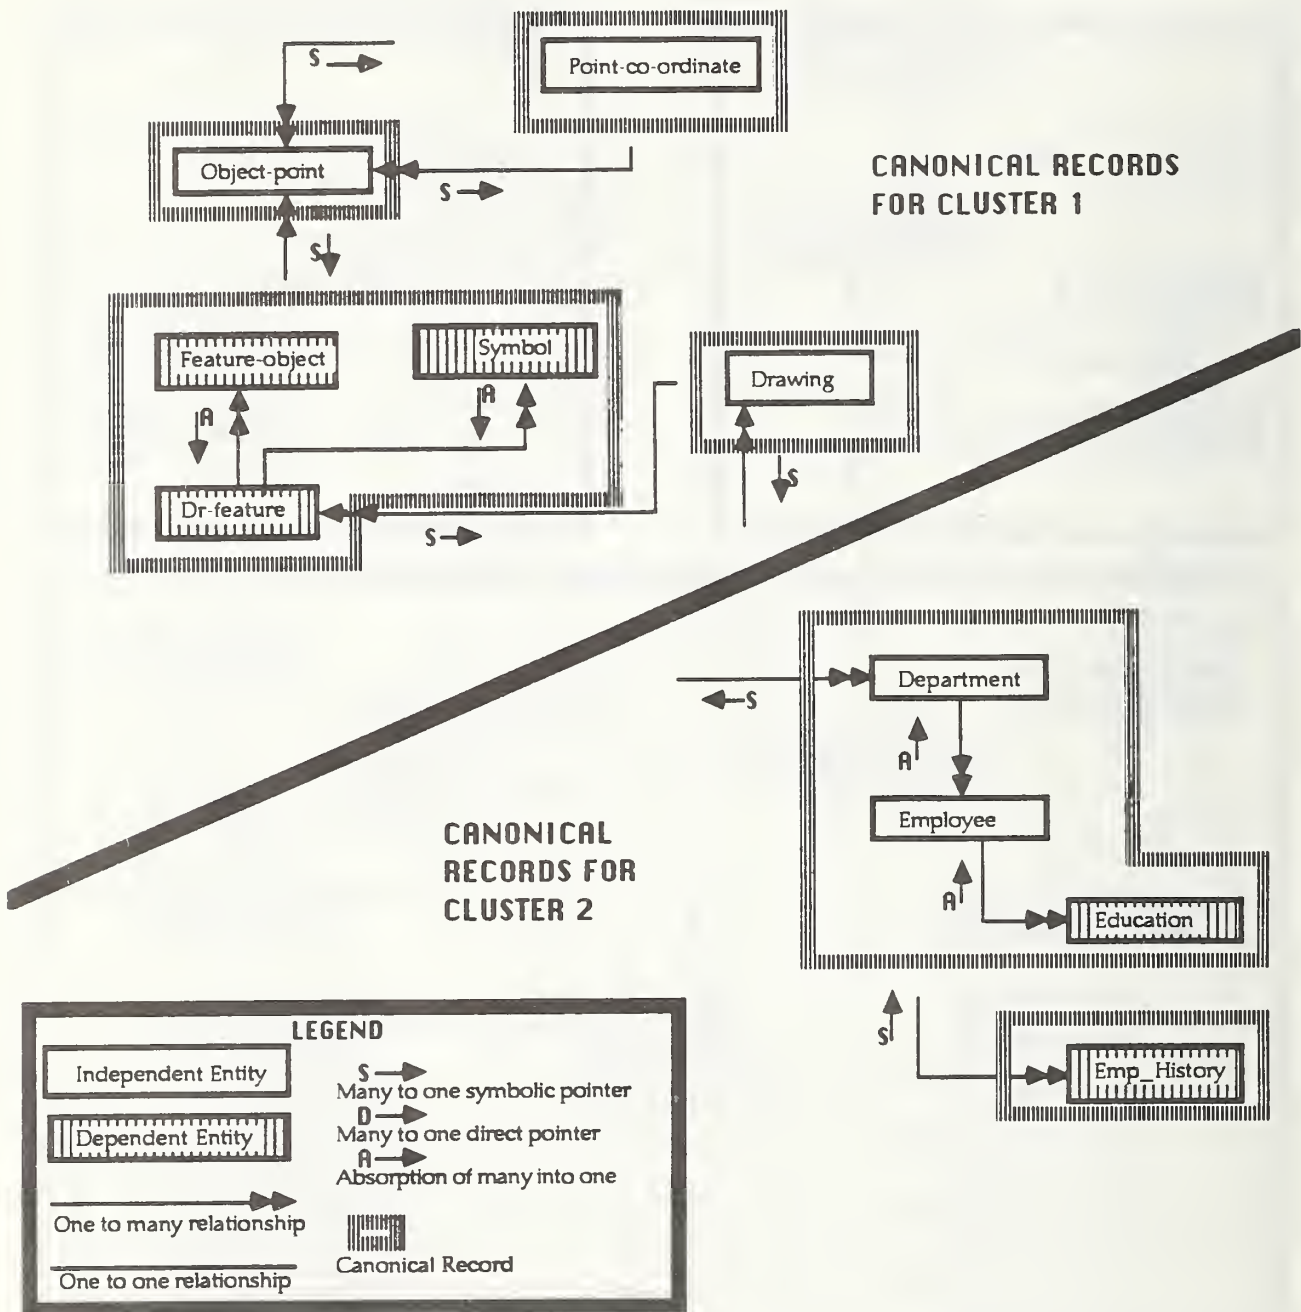 S
Point-co-ordinate
Object-point
S
CANONICAL RECORDS
FOR CLUSTER 1
S
Feature-object
Symbol
Drawing
A
A
S
Dr-feature
S
Department
S
A
Employee
CANONICAL
RECORDS FOR
CLUSTER 2
A
Education
S
Emp_History
LEGEND
Independent Entity
Dependent Entity
One to many relationship
One to one relationship
S
Many to one symbolic pointer
D
Many to one direct pointer
A
Absorption of many into one
Canonical Record